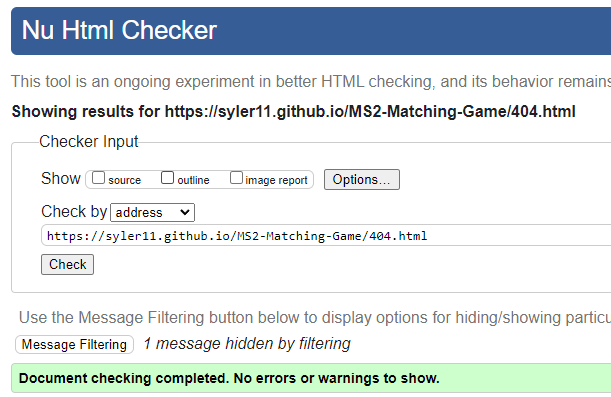 Nu Html Checker
This tool is an ongoing experiment in better HTML checking, and its behavior remains
Showing results for https://syler11.github.io/MS2-Matching-Game/404.html
Checker Input
Show source outline image report Options...
Check by address
https://syler11.github.io/MS2-Matching-Game/404.html
Check
Use the Message Filtering button below to display options for hiding/showing particu
Message Filtering 1 message hidden by filtering
Document checking completed. No errors or warnings to show.